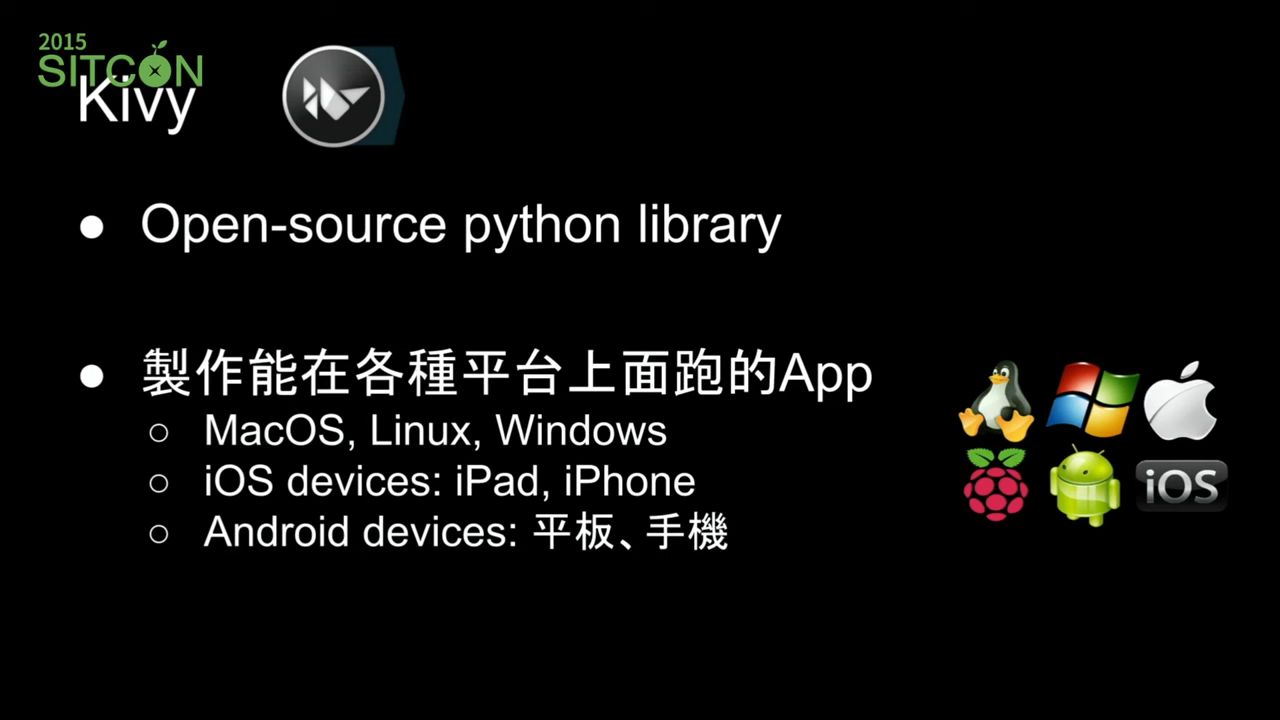 2015
SITCON
Kivy
Open-source python library
製作能在各種平台上面跑的App
MacOS, Linux, Windows
iOS devices: iPad, iPhone
iOS
Android devices: 平板、手機